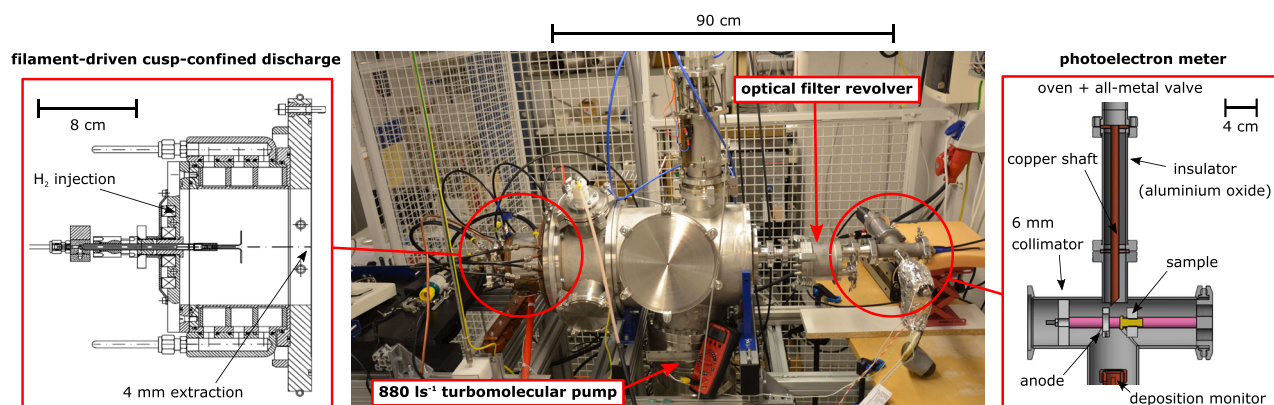 90 cm
filament-driven cusp-confined discharge
photoelectron meter
8 cm
H₂ injection
4 mm extraction
optical filter revolver
880 ls⁻¹ turbomolecular pump
oven + all-metal valve
4 cm
copper shaft
insulator
(aluminium oxide)
6 mm
collimator
sample
anode
deposition monitor